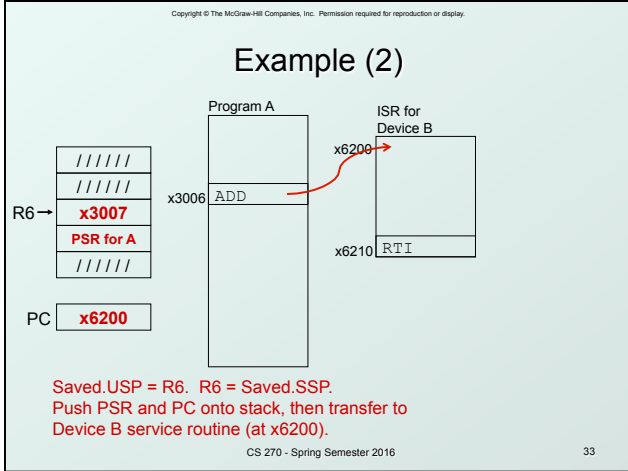 Copyright © The McGraw-Hill Companies, Inc. Permission required for reproduction or display.
Example (2)
Program A
ISR for
Device B
x6200
//////
//////
R6
x3007
x3006
ADD
PSR for A
//////
x6210
RTI
PC
x6200
Saved.USP = R6. R6 = Saved.SSP.
Push PSR and PC onto stack, then transfer to
Device B service routine (at x6200).
CS 270 - Spring Semester 2016
33